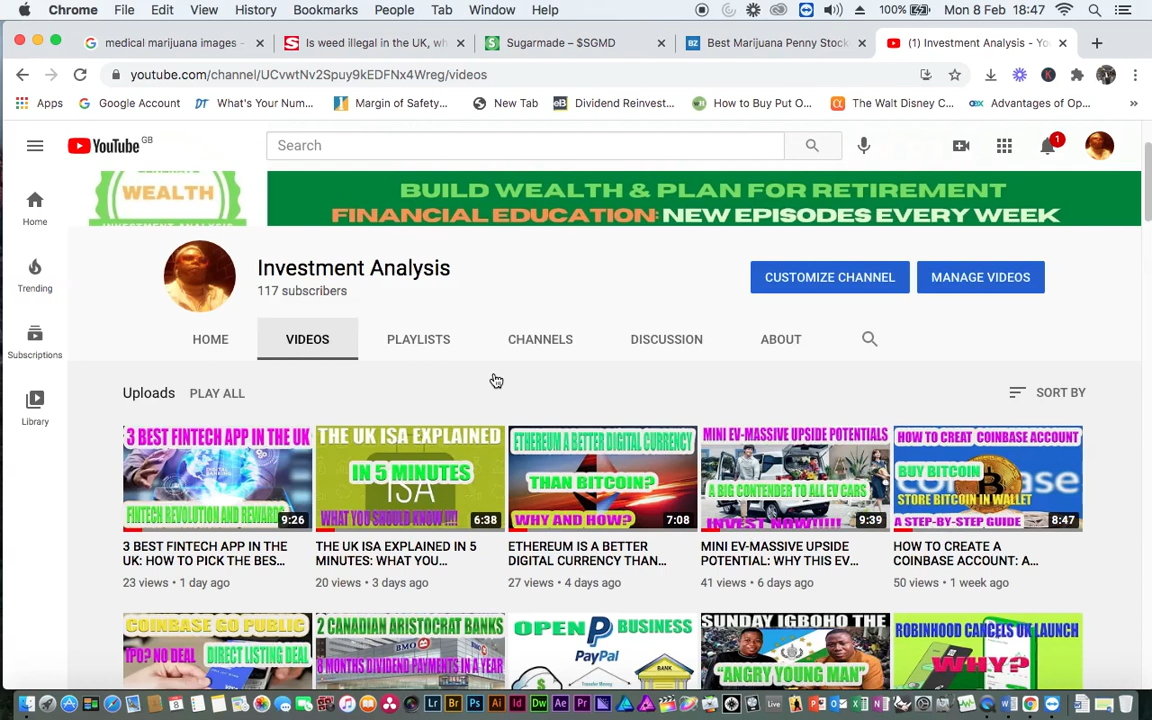 Chrome File Edit View History Bookmarks People Tab Window Help 100% Mon 8 Feb 18:47
medical marijuana images - Is weed illegal in the UK, wh Sugarmade – $SGMD Best Marijuana Penny Stock (1) Investment Analysis - Yo
youtube.com/channel/UCvwtNv2Spuy9kEDFNx4Wreg/videos
Apps Google Account What's Your Num... Margin of Safety,... New Tab Dividend Reinvest... How to Buy Put O... The Walt Disney C... Advantages of Op... »
YouTube GB Search 1
WEALTH
BUILD WEALTH & PLAN FOR RETIREMENT
FINANCIAL EDUCATION: NEW EPISODES EVERY WEEK
Home
Trending
Subscriptions
Library
Investment Analysis
117 subscribers
CUSTOMIZE CHANNEL MANAGE VIDEOS
HOME VIDEOS PLAYLISTS CHANNELS DISCUSSION ABOUT
Uploads PLAY ALL SORT BY
3 BEST FINTECH APP IN THE UK
FINTECH REVOLUTION AND REWARDS
9:26
3 BEST FINTECH APP IN THE
UK: HOW TO PICK THE BES...
23 views • 1 day ago
THE UK ISA EXPLAINED
IN 5 MINUTES
ISA
WHAT YOU SHOULD KNOW !!!!
6:38
THE UK ISA EXPLAINED IN 5
MINUTES: WHAT YOU...
20 views • 3 days ago
ETHEREUM A BETTER DIGITAL CURRENCY
THAN BITCOIN?
WHY AND HOW?
7:08
ETHEREUM IS A BETTER
DIGITAL CURRENCY THAN...
27 views • 4 days ago
MINI EV-MASSIVE UPSIDE POTENTIALS
A BIG CONTENDER TO ALL EV CARS
INVEST NOW!!!!!
9:39
MINI EV-MASSIVE UPSIDE
POTENTIAL: WHY THIS EV...
41 views • 6 days ago
HOW TO CREAT COINBASE ACCOUNT
BUY BITCOIN
STORE BITCOIN IN WALLET
A STEP-BY-STEP GUIDE
8:47
HOW TO CREATE A
COINBASE ACCOUNT: A...
50 views • 1 week ago
COINBASE GO PUBLIC
IPO? NO DEAL DIRECT LISTING DEAL
2 CANADIAN ARISTOCRAT BANKS
BMO
8 MONTHS DIVIDEND PAYMENTS IN A YEAR
OPEN BUSINESS
PayPal
BANK
SUNDAY IGBOHO THE
"ANGRY YOUNG MAN"
ROBINHOOD CANCELS UK LAUNCH
WHY?